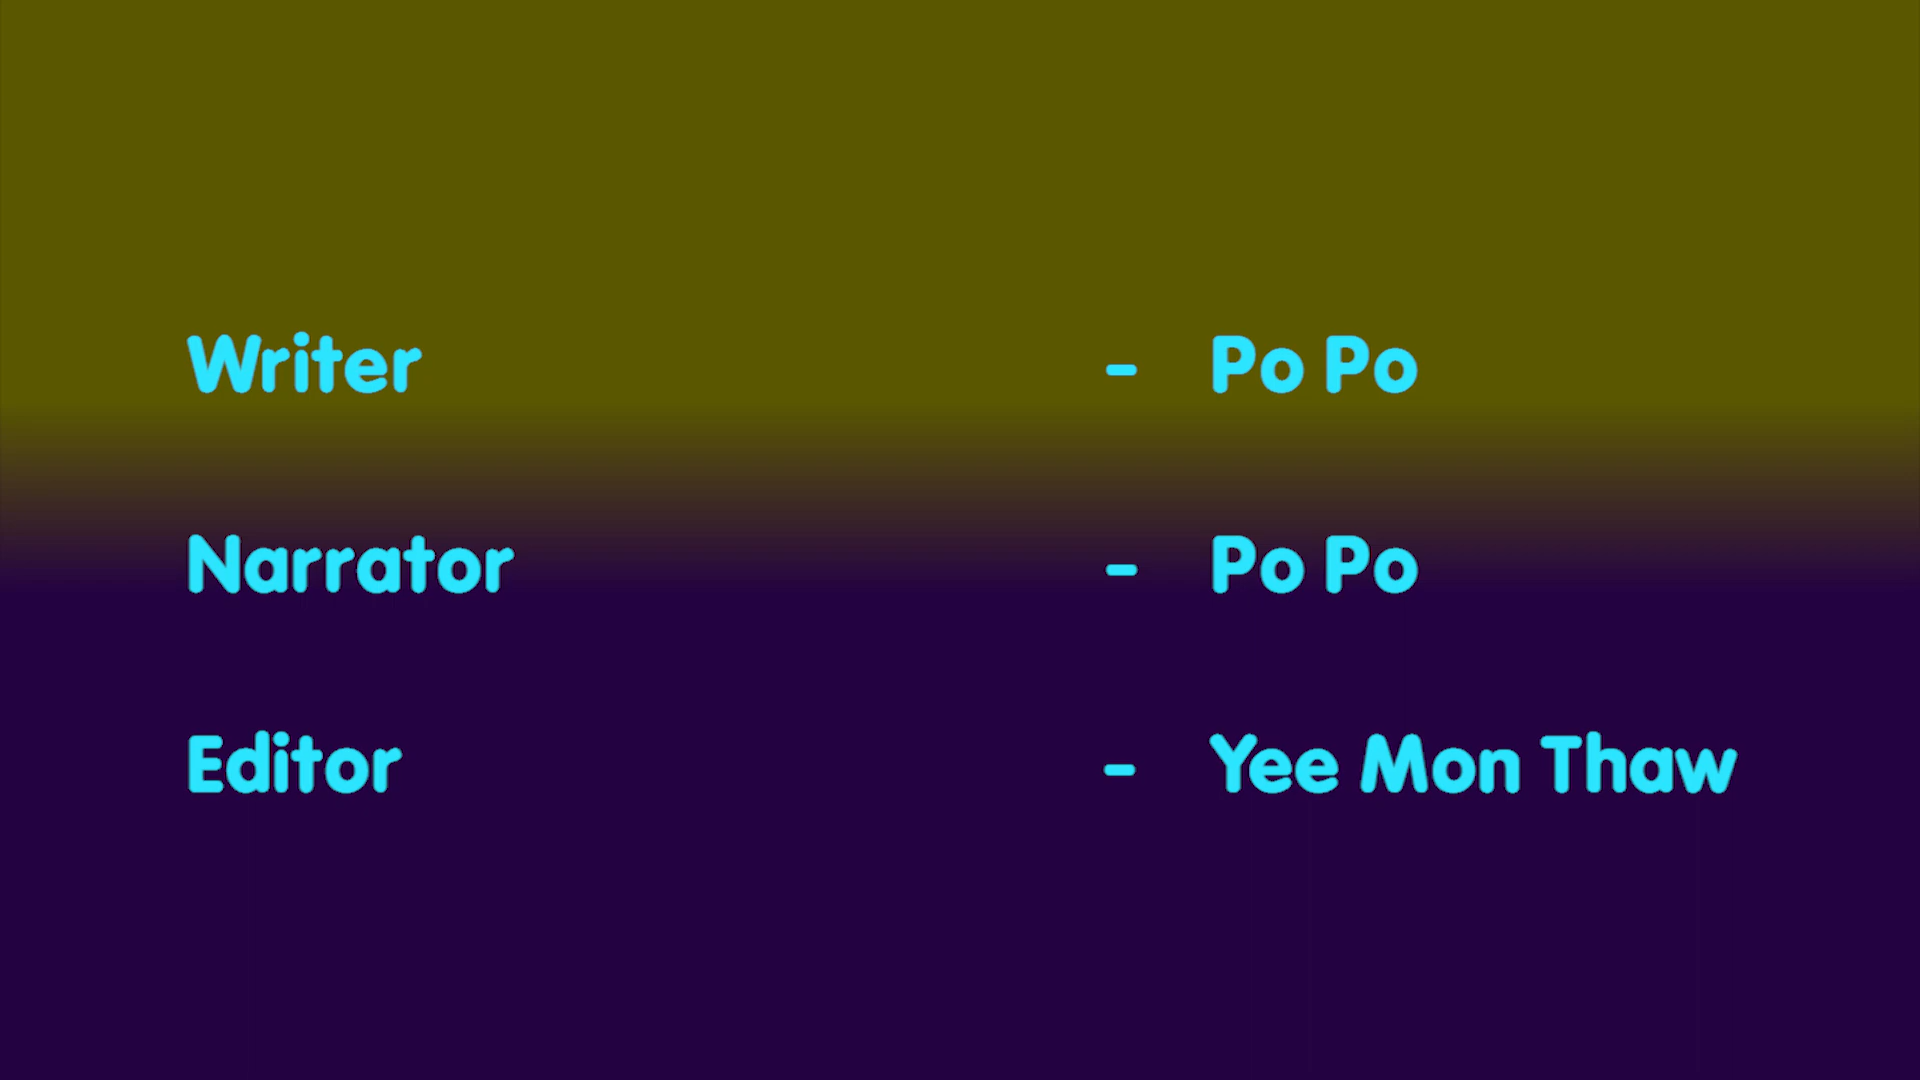 Writer - Po Po
Narrator - Po Po
Editor - Yee Mon Thaw